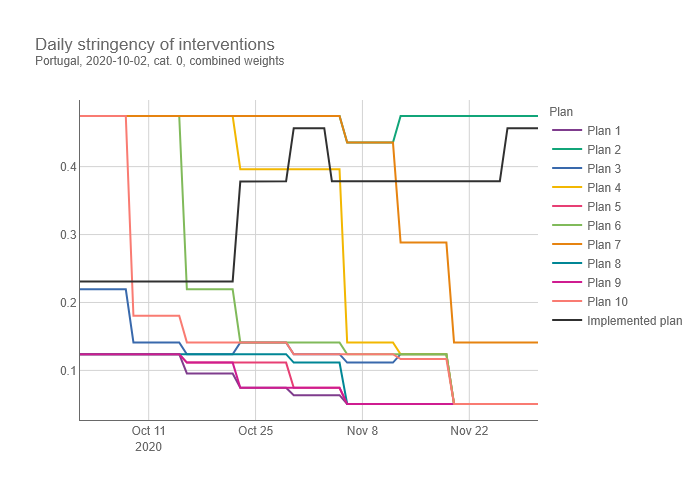 Daily stringency of interventions
Portugal, 2020-10-02, cat. 0, combined weights
Plan
Plan 1
Plan 2
Plan 3
Plan 4
Plan 5
Plan 6
Plan 7
Plan 8
Plan 9
Plan 10
Implemented plan
0.4
0.3
0.2
0.1
Oct 11
2020
Oct 25
Nov 8
Nov 22